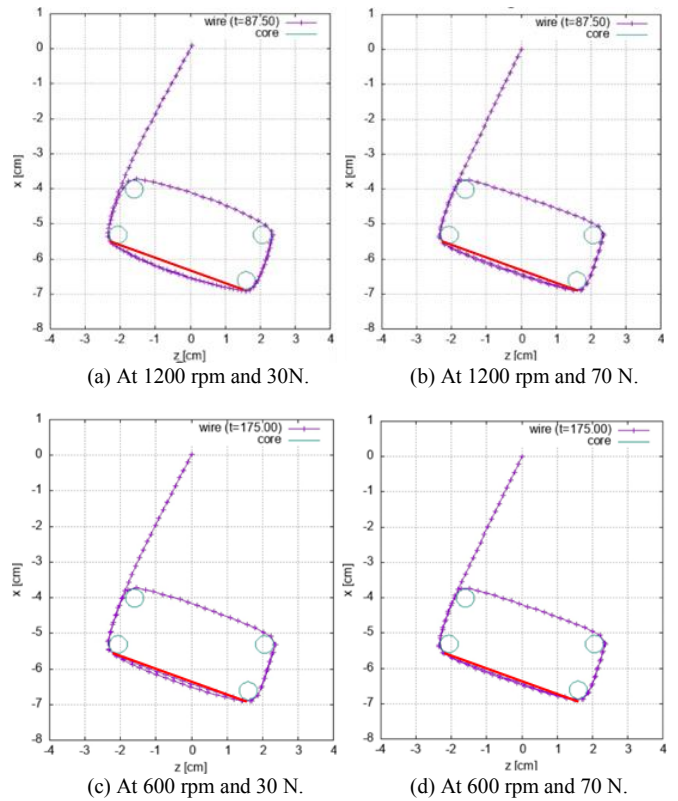 wire (t=87.50)
core
1
0
-1
-2
-3
-4
-5
-6
-7
-8
x [cm]
-4 -3 -2 -1 0 1 2 3 4
z [cm]
(a) At 1200 rpm and 30N.
wire (t=87.50)
core
1
0
-1
-2
-3
-4
-5
-6
-7
-8
x [cm]
-4 -3 -2 -1 0 1 2 3 4
z [cm]
(b) At 1200 rpm and 70 N.
wire (t=175.00)
core
1
0
-1
-2
-3
-4
-5
-6
-7
-8
x [cm]
-4 -3 -2 -1 0 1 2 3 4
z [cm]
(c) At 600 rpm and 30 N.
wire (t=175.00)
core
1
0
-1
-2
-3
-4
-5
-6
-7
-8
x [cm]
-4 -3 -2 -1 0 1 2 3 4
z [cm]
(d) At 600 rpm and 70 N.